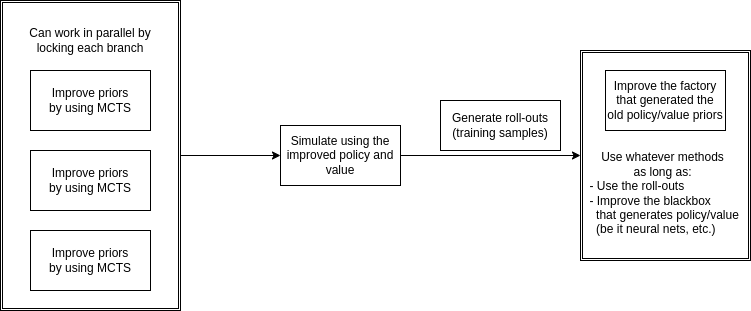 Can work in parallel by
locking each branch
Improve priors
by using MCTS
Improve priors
by using MCTS
Improve priors
by using MCTS
Simulate using the
improved policy and
value
Generate roll-outs
(training samples)
Improve the factory
that generated the
old policy/value priors
Use whatever methods
as long as:
- Use the roll-outs
- Improve the blackbox
that generates policy/value
(be it neural nets, etc.)